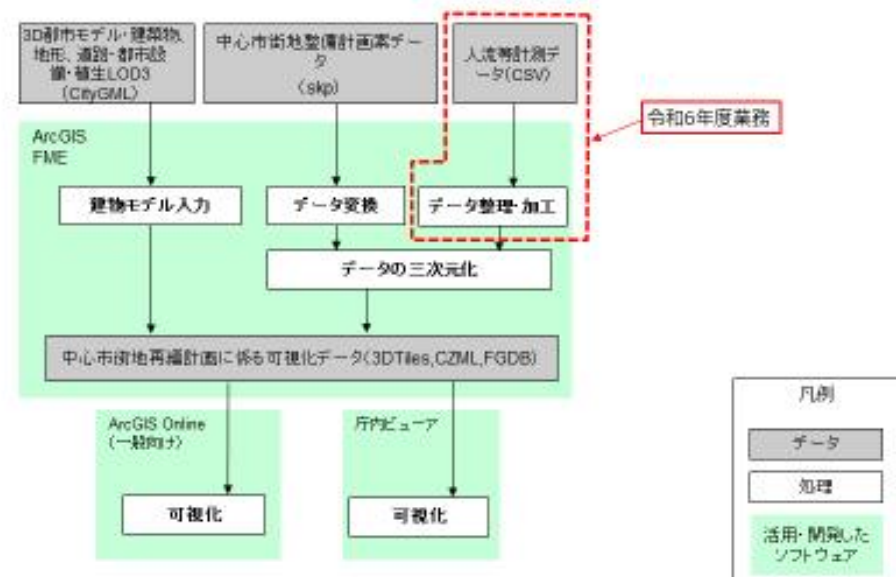 3D都市モデル・建築物、
地形、道路・都市設
備・植生LOD3
(CityGML)
中心市街地整備計画案デー
タ
(skp)
人流等計測デ
ータ(CSV)
令和6年度業務
ArcGIS
FME
建物モデル入力
データ変換
データ整理・加工
データの三次元化
中心市街地再編計画に係る可視化データ(3DTiles,CZML,FGDB)
ArcGIS Online
(一般向け)
可視化
庁内ビューア
可視化
凡例
データ
処理
活用・開発した
ソフトウェア